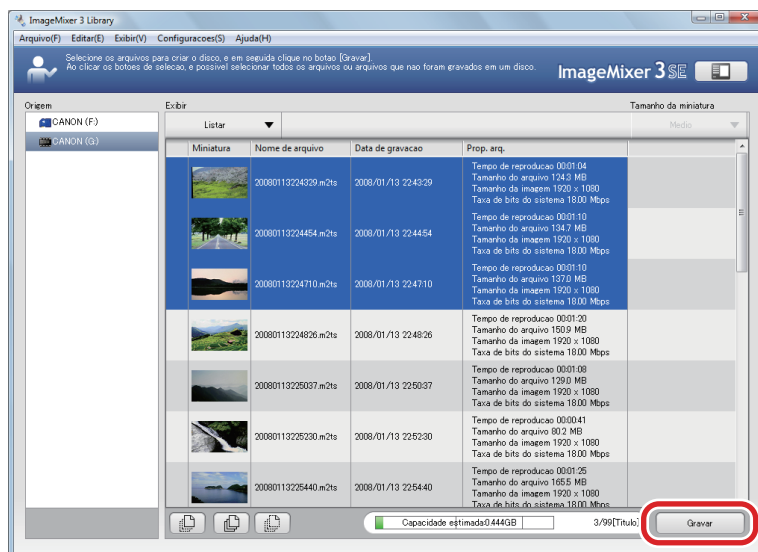 ImageMixer 3 Library
Arquivo(F) Editar(E) Exibir(V) Configuracoes(S) Ajuda(H)
Selecione os arquivos para criar o disco, e em seguida clique no botao [Gravar].
Ao clicar os botoes de selecao, e possivel selecionar todos os arquivos ou arquivos que nao foram gravados em um disco.
ImageMixer 3 SE
Origem Exibir Tamanho da miniatura
CANON (F:) Listar Medio
CANON (G:)
Miniatura Nome de arquivo Data de gravacao Prop. arq.
Tempo de reproducao 00:01:04
Tamanho do arquivo 124.3 MB
20080113224329.m2ts 2008/01/13 22:43:29
Tamanho da imagem 1920 x 1080
Taxa de bits do sistema 18.00 Mbps
Tempo de reproducao 00:01:10
Tamanho do arquivo 134.7 MB
20080113224454.m2ts 2008/01/13 22:44:54
Tamanho da imagem 1920 x 1080
Taxa de bits do sistema 18.00 Mbps
Tempo de reproducao 00:01:10
Tamanho do arquivo 137.0 MB
20080113224710.m2ts 2008/01/13 22:47:10
Tamanho da imagem 1920 x 1080
Taxa de bits do sistema 18.00 Mbps
Tempo de reproducao 00:01:20
Tamanho do arquivo 150.9 MB
20080113224826.m2ts 2008/01/13 22:48:26
Tamanho da imagem 1920 x 1080
Taxa de bits do sistema 18.00 Mbps
Tempo de reproducao 00:01:08
Tamanho do arquivo 129.0 MB
20080113225037.m2ts 2008/01/13 22:50:37
Tamanho da imagem 1920 x 1080
Taxa de bits do sistema 18.00 Mbps
Tempo de reproducao 00:00:41
Tamanho do arquivo 80.2 MB
20080113225230.m2ts 2008/01/13 22:52:30
Tamanho da imagem 1920 x 1080
Taxa de bits do sistema 18.00 Mbps
Tempo de reproducao 00:01:25
Tamanho do arquivo 165.5 MB
20080113225440.m2ts 2008/01/13 22:54:40
Tamanho da imagem 1920 x 1080
Taxa de bits do sistema 18.00 Mbps
Capacidade estimada:0.444GB 3/99[Titulo] Gravar